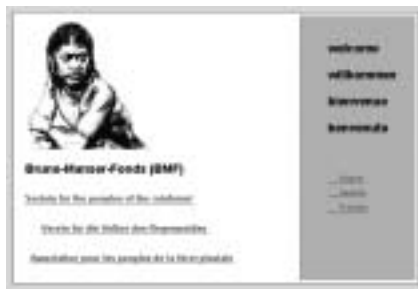 Bruno-Manser-Fonds (BMF)
Society for the peoples of the rainforest
Verein für die Völker des Regenwaldes
Association pour les peuples de la forêt pluviale
welcome
willkommen
bienvenue
benvenuto